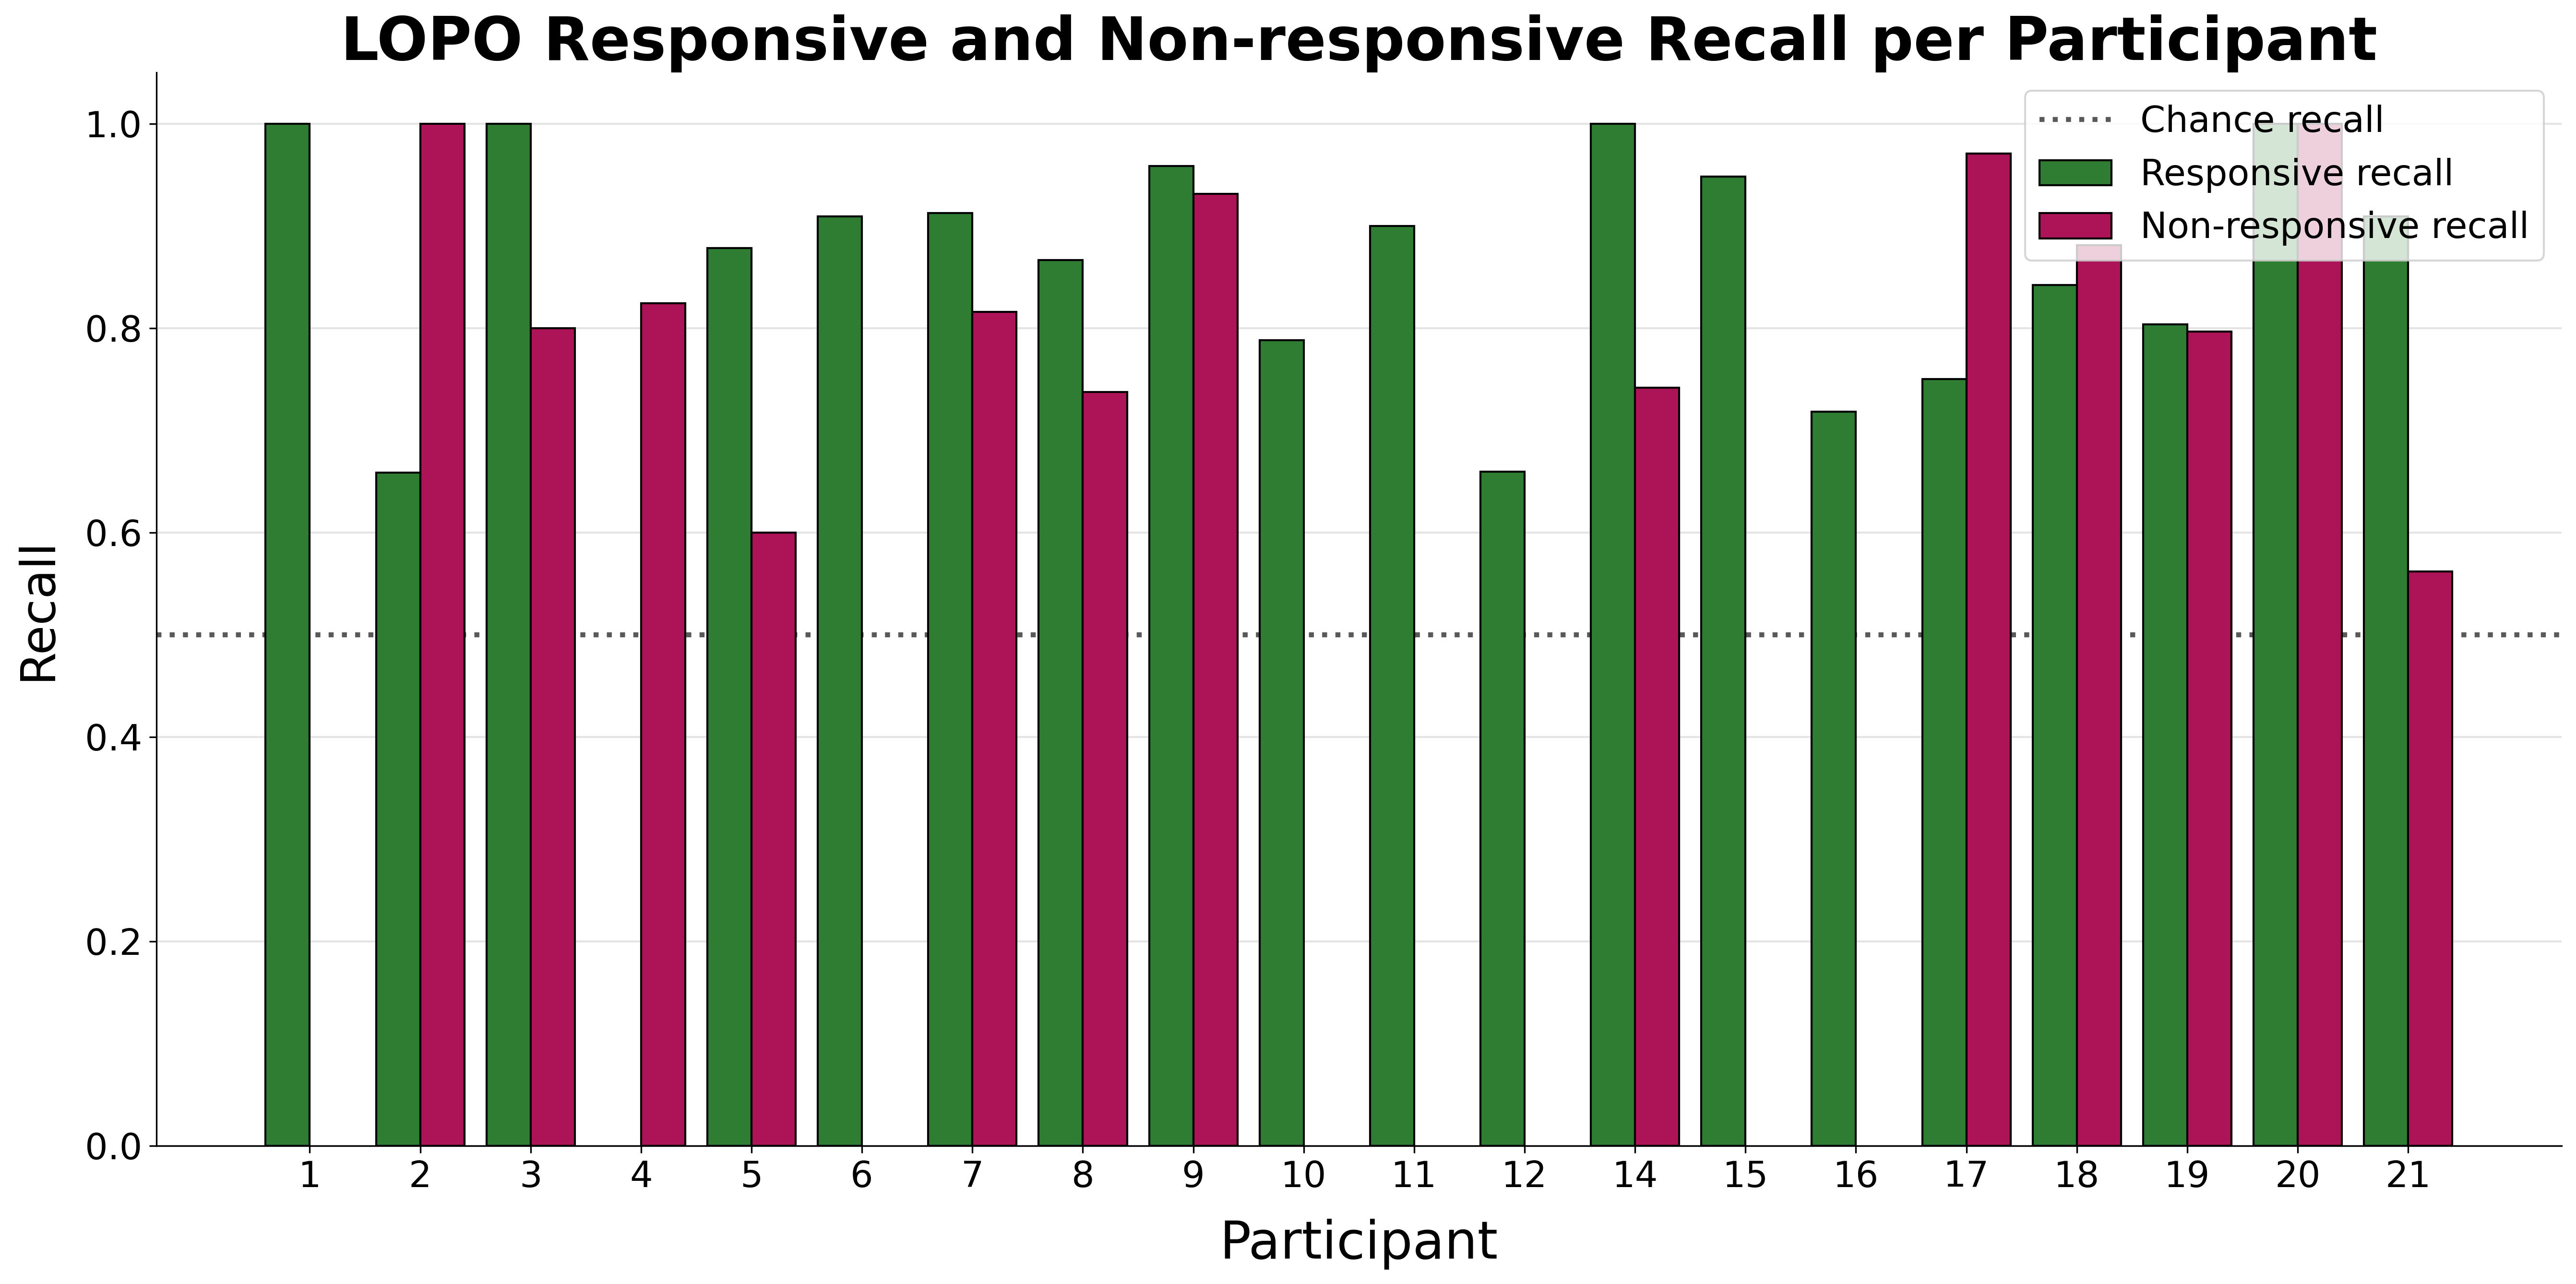 LOPO Responsive and Non-responsive Recall per Participant
Chance recall
Responsive recall
Non-responsive recall
Recall
1.0
0.8
0.6
0.4
0.2
0.0
1 2 3 4 5 6 7 8 9 10 11 12 14 15 16 17 18 19 20 21
Participant